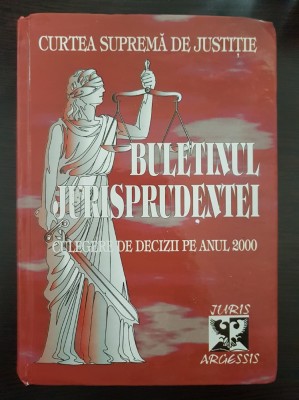 CURTEA SUPREMĂ DE JUSTIȚIE
BULETINUL
JURISPRUDENȚEI
CULEGERE DE DECIZII PE ANUL 2000
JURIS
ARGESSIS